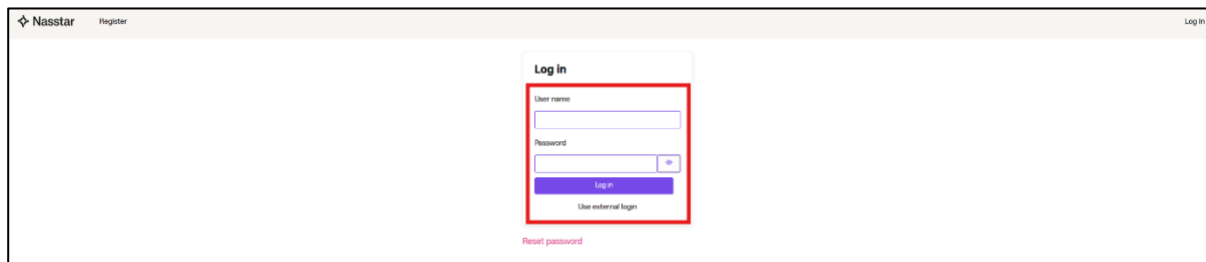 Nasstar Register Log in
Log in
User name
Password
Log in
Use external login
Reset password